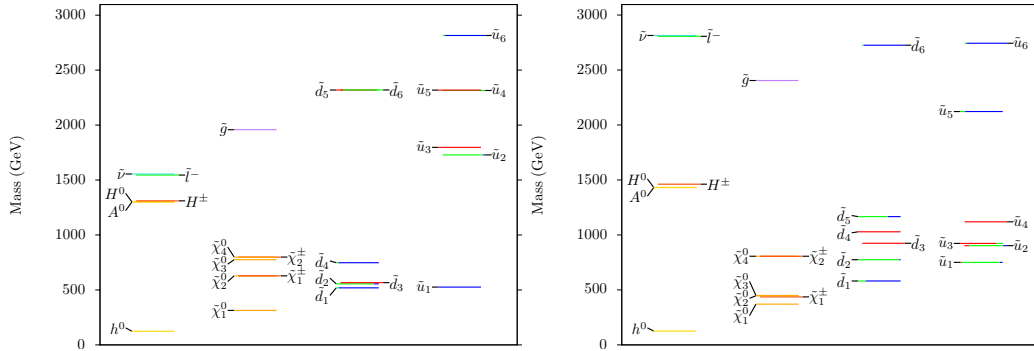 3000
2500
2000
1500
1000
500
0
Mass (GeV)
ũ₆
d̃₅ d̃₆ ũ₅ ũ₄
g̃
ũ₃ ũ₂
ν̃ l̃⁻
H⁰ H±
A⁰
χ̃⁰₄ χ̃±₂
χ̃⁰₃ d̃₄
χ̃⁰₂ χ̃±₁
d̃₂ d̃₃ ũ₁
d̃₁
χ̃⁰₁
h⁰
3000
2500
2000
1500
1000
500
0
Mass (GeV)
ν̃ l̃⁻ d̃₆ ũ₆
g̃
ũ₅
H⁰ H±
A⁰
d̃₅ ũ₄
d̃₄
d̃₃ ũ₃ ũ₂
χ̃⁰₄ χ̃±₂ d̃₂ ũ₁
d̃₁
χ̃⁰₃
χ̃⁰₂ χ̃±₁
χ̃⁰₁
h⁰